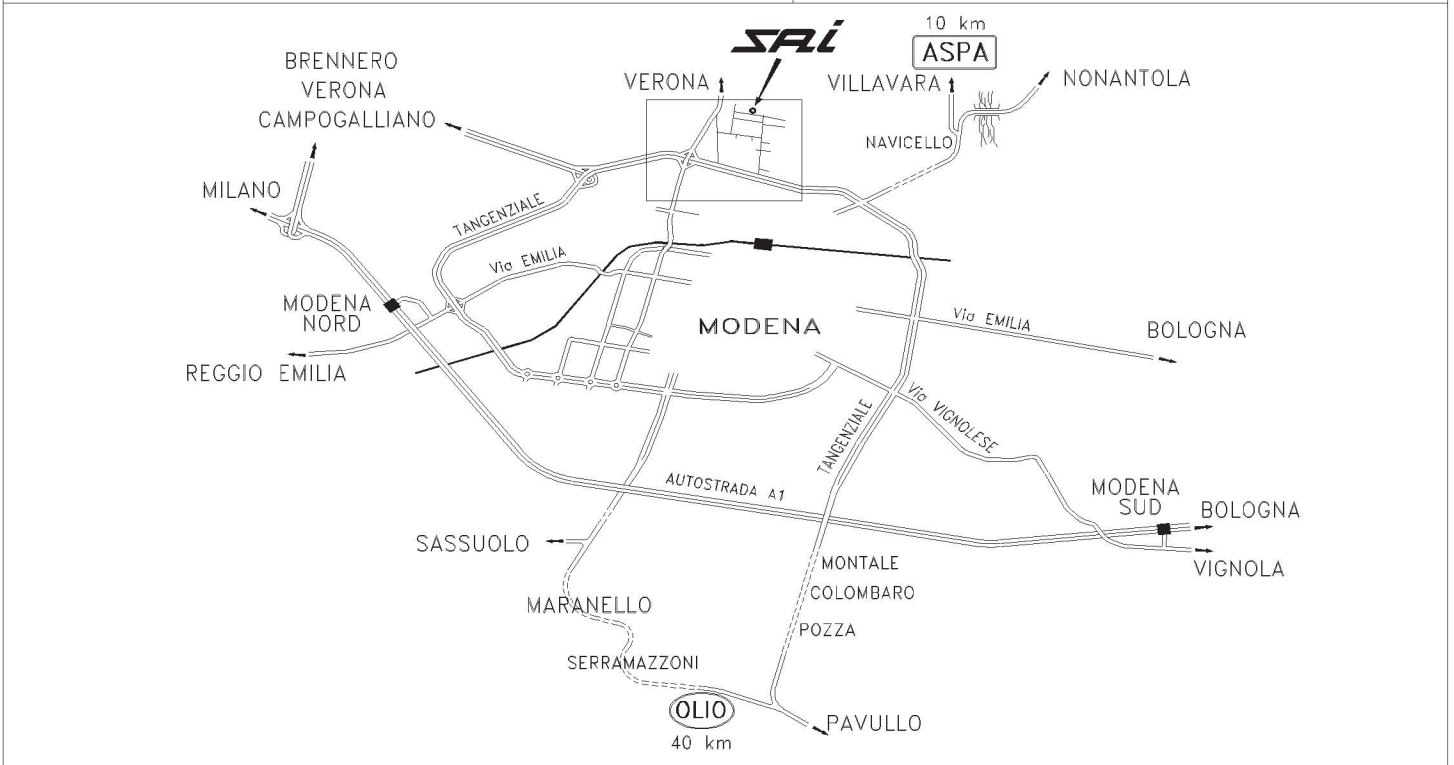 SAi
10 km
ASPA
BRENNERO
VERONA
CAMPOGALLIANO
VERONA
VILLAVARA
NONANTOLA
NAVICELLO
MILANO
TANGENZIALE
Via EMILIA
MODENA
NORD
MODENA
Via EMILIA
BOLOGNA
REGGIO EMILIA
Via VIGNOLESE
TANGENZIALE
AUTOSTRADA A1
MODENA
SUD
BOLOGNA
SASSUOLO
VIGNOLA
MONTALE
COLOMBARO
MARANELLO
POZZA
SERRAMAZZONI
OLIO
PAVULLO
40 km